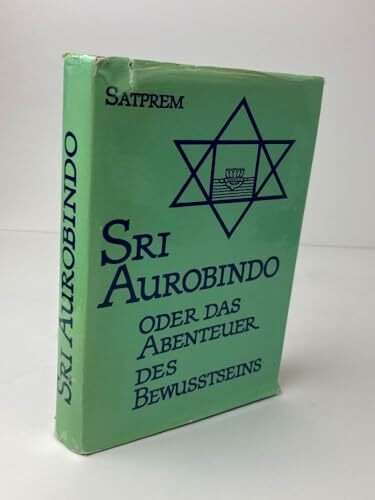 SATPREM
SRI
AUROBINDO
ODER DAS
ABENTEUER
DES
BEWUSSTSEINS
SRI AUROBINDO